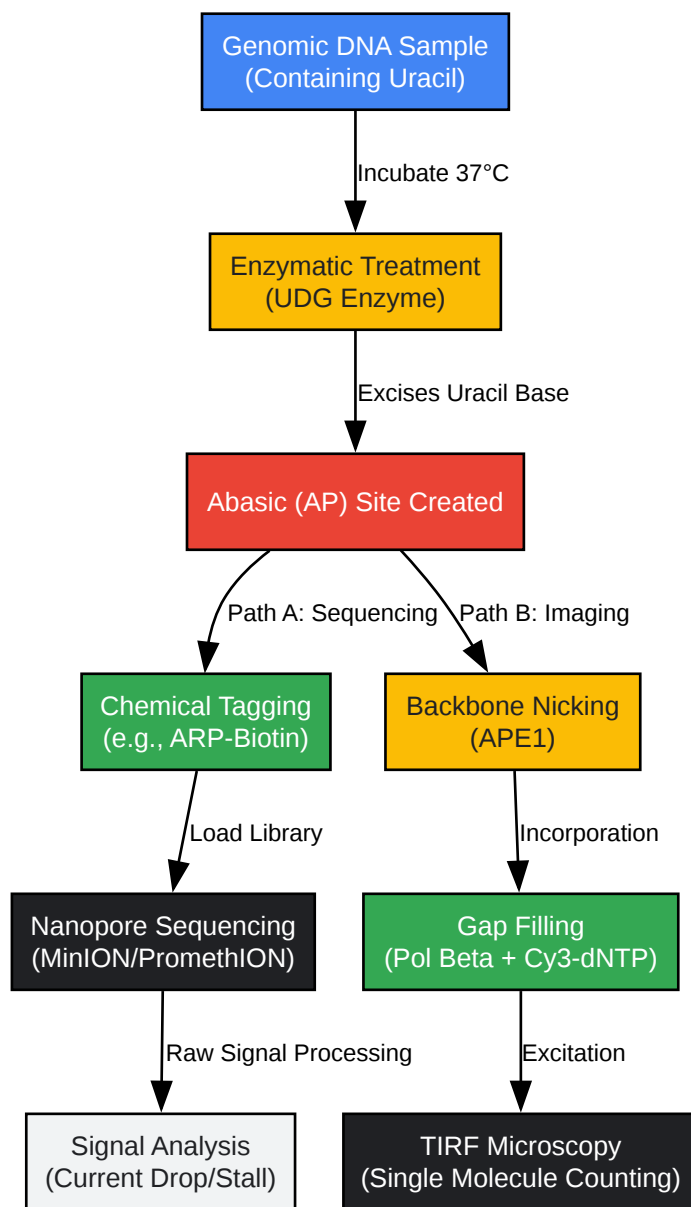 Genomic DNA Sample
(Containing Uracil)
Incubate 37°C
Enzymatic Treatment
(UDG Enzyme)
Excises Uracil Base
Abasic (AP) Site Created
Path A: Sequencing
Path B: Imaging
Chemical Tagging
(e.g., ARP-Biotin)
Backbone Nicking
(APE1)
Load Library
Incorporation
Nanopore Sequencing
(MinION/PromethION)
Gap Filling
(Pol Beta + Cy3-dNTP)
Raw Signal Processing
Excitation
Signal Analysis
(Current Drop/Stall)
TIRF Microscopy
(Single Molecule Counting)